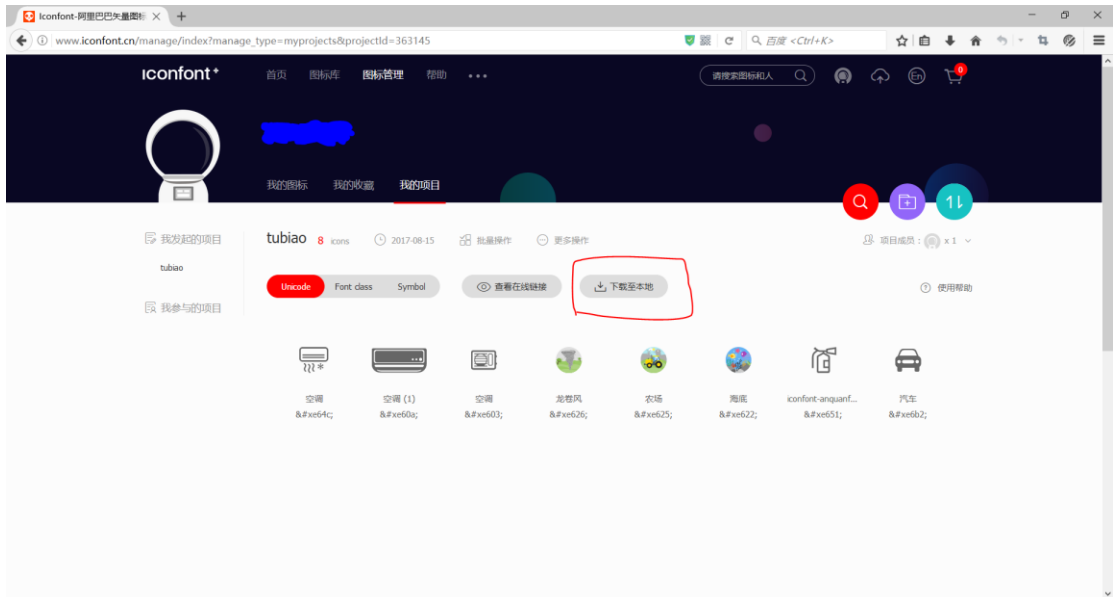 Iconfont-阿里巴巴矢量图标
www.iconfont.cn/manage/index?manage_type=myprojects&projectId=363145
百度 <Ctrl+K>
Iconfont+ 首页 图标库 图标管理 帮助 •••
请搜索图标和人
En
0
我的图标 我的收藏 我的项目
我发起的项目
tubiao
我参与的项目
tubiao 8 icons 2017-08-15 批量操作 更多操作
项目成员： x 1
Unicode Font class Symbol 查看在线链接 下载至本地
使用帮助
空调 空调 (1) 空调 龙卷风 农场 海底 iconfont-anquanf... 汽车
&#xe64c; &#xe60a; &#xe603; &#xe626; &#xe625; &#xe622; &#xe651; &#xe6b2;